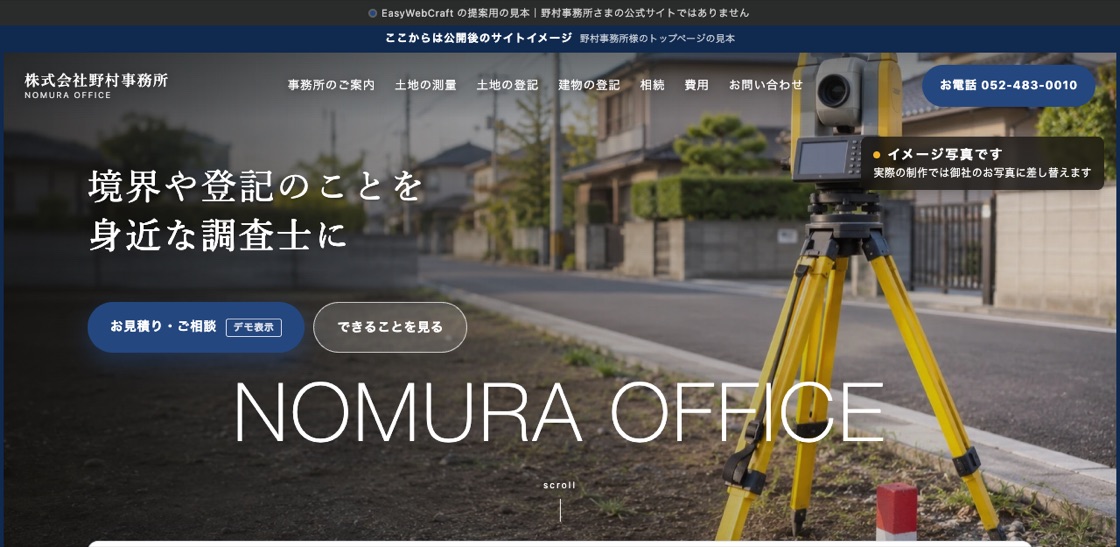 EasyWebCraft の提案用の見本｜野村事務所さまの公式サイトではありません
ここからは公開後のサイトイメージ 野村事務所様のトップページの見本
株式会社野村事務所
NOMURA OFFICE
事務所のご案内 土地の測量 土地の登記 建物の登記 相続 費用 お問い合わせ
お電話 052-483-0010
イメージ写真です
実際の制作では御社のお写真に差し替えます
境界や登記のことを
身近な調査士に
お見積り・ご相談 デモ表示
できることを見る
NOMURA OFFICE
scroll